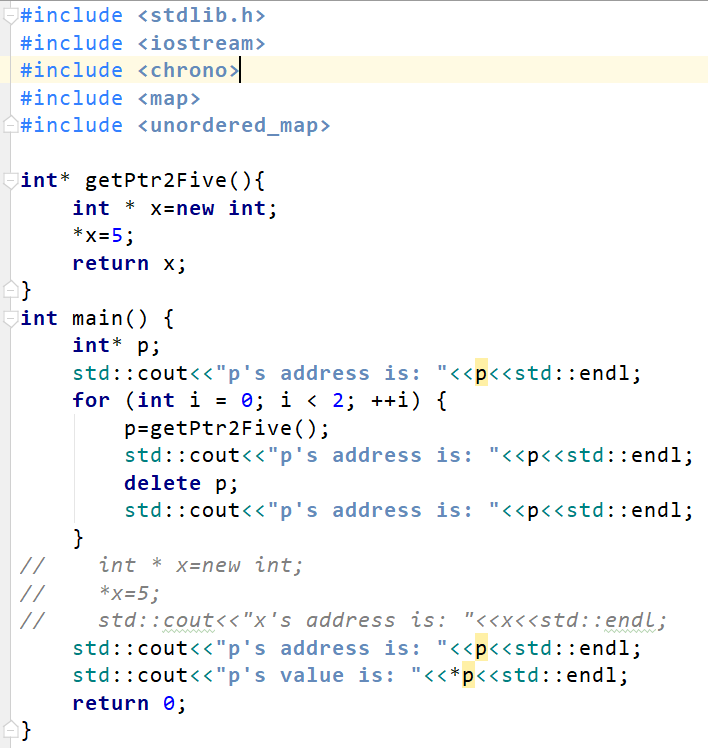 #include <stdlib.h>
#include <iostream>
#include <chrono>
#include <map>
#include <unordered_map>

int* getPtr2Five(){
    int * x=new int;
    *x=5;
    return x;
}
int main() {
    int* p;
    std::cout<<"p's address is: "<<p<<std::endl;
    for (int i = 0; i < 2; ++i) {
        p=getPtr2Five();
        std::cout<<"p's address is: "<<p<<std::endl;
        delete p;
        std::cout<<"p's address is: "<<p<<std::endl;
    }
//    int * x=new int;
//    *x=5;
//    std::cout<<"x's address is: "<<x<<std::endl;
    std::cout<<"p's address is: "<<p<<std::endl;
    std::cout<<"p's value is: "<<*p<<std::endl;
    return 0;
}